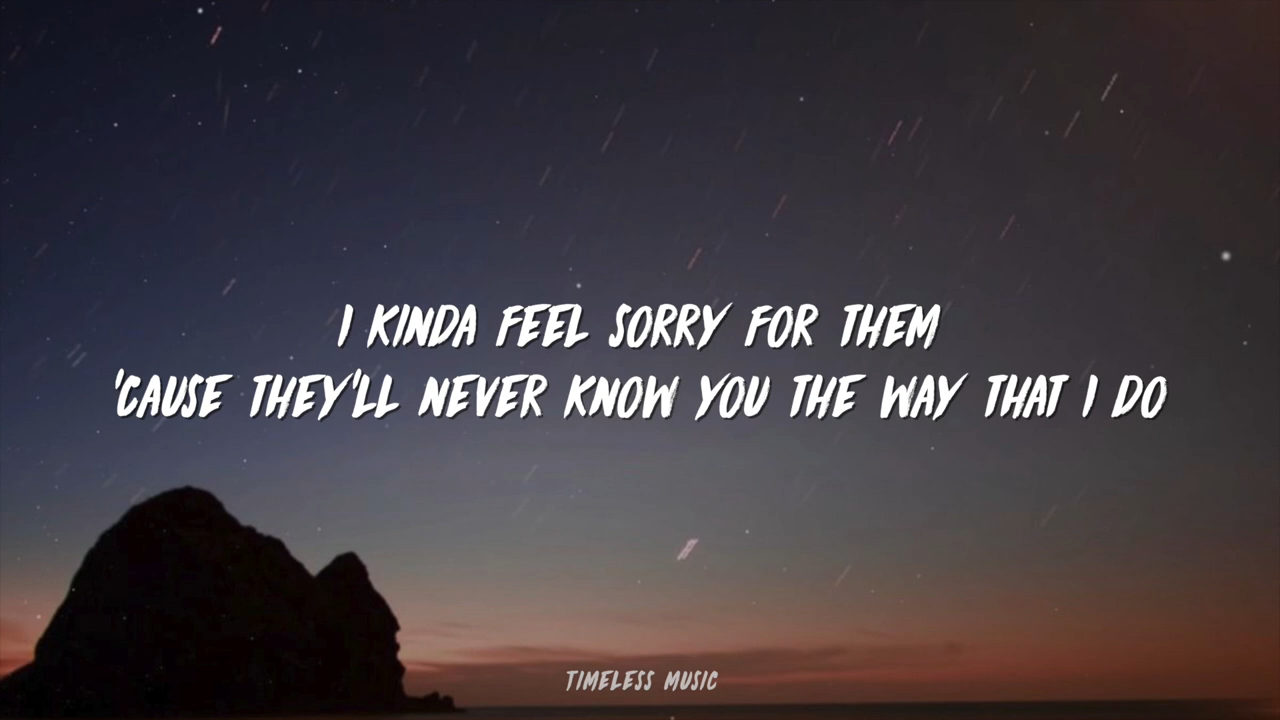 I KINDA FEEL SORRY FOR THEM
'CAUSE THEY'LL NEVER KNOW YOU THE WAY THAT I DO
TIMELESS MUSIC